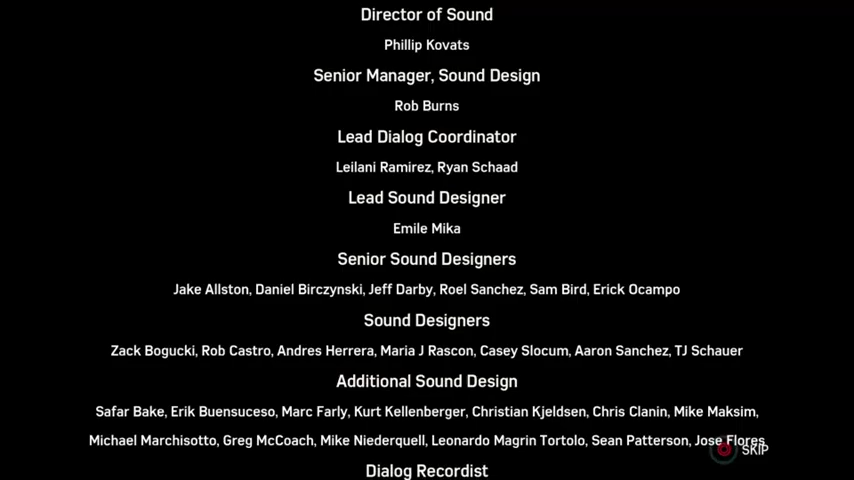 Director of Sound
Phillip Kovats
Senior Manager, Sound Design
Rob Burns
Lead Dialog Coordinator
Leilani Ramirez, Ryan Schaad
Lead Sound Designer
Emile Mika
Senior Sound Designers
Jake Allston, Daniel Birczynski, Jeff Darby, Roel Sanchez, Sam Bird, Erick Ocampo
Sound Designers
Zack Bogucki, Rob Castro, Andres Herrera, Maria J Rascon, Casey Slocum, Aaron Sanchez, TJ Schauer
Additional Sound Design
Safar Bake, Erik Buensuceso, Marc Farly, Kurt Kellenberger, Christian Kjeldsen, Chris Clanin, Mike Maksim,
Michael Marchisotto, Greg McCoach, Mike Niederquell, Leonardo Magrin Tortolo, Sean Patterson, Jose Flores
SKIP
Dialog Recordist